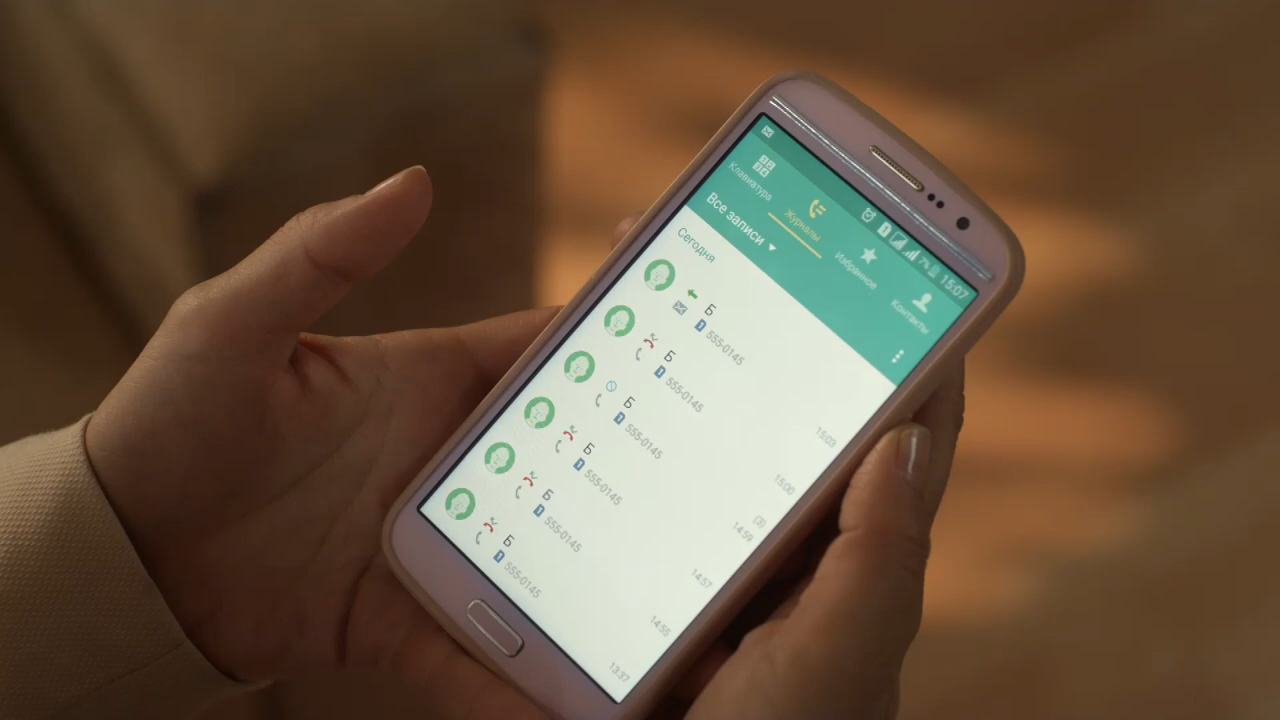 7% 15:07
Клавиатура
Журналы
Избранное
Контакты
Все записи
Сегодня
Б
555-0145
15:03
Б
555-0145
15:00
Б
555-0145
(3)
14:59
Б
555-0145
14:57
Б
555-0145
14:55
Б
555-0145
13:37